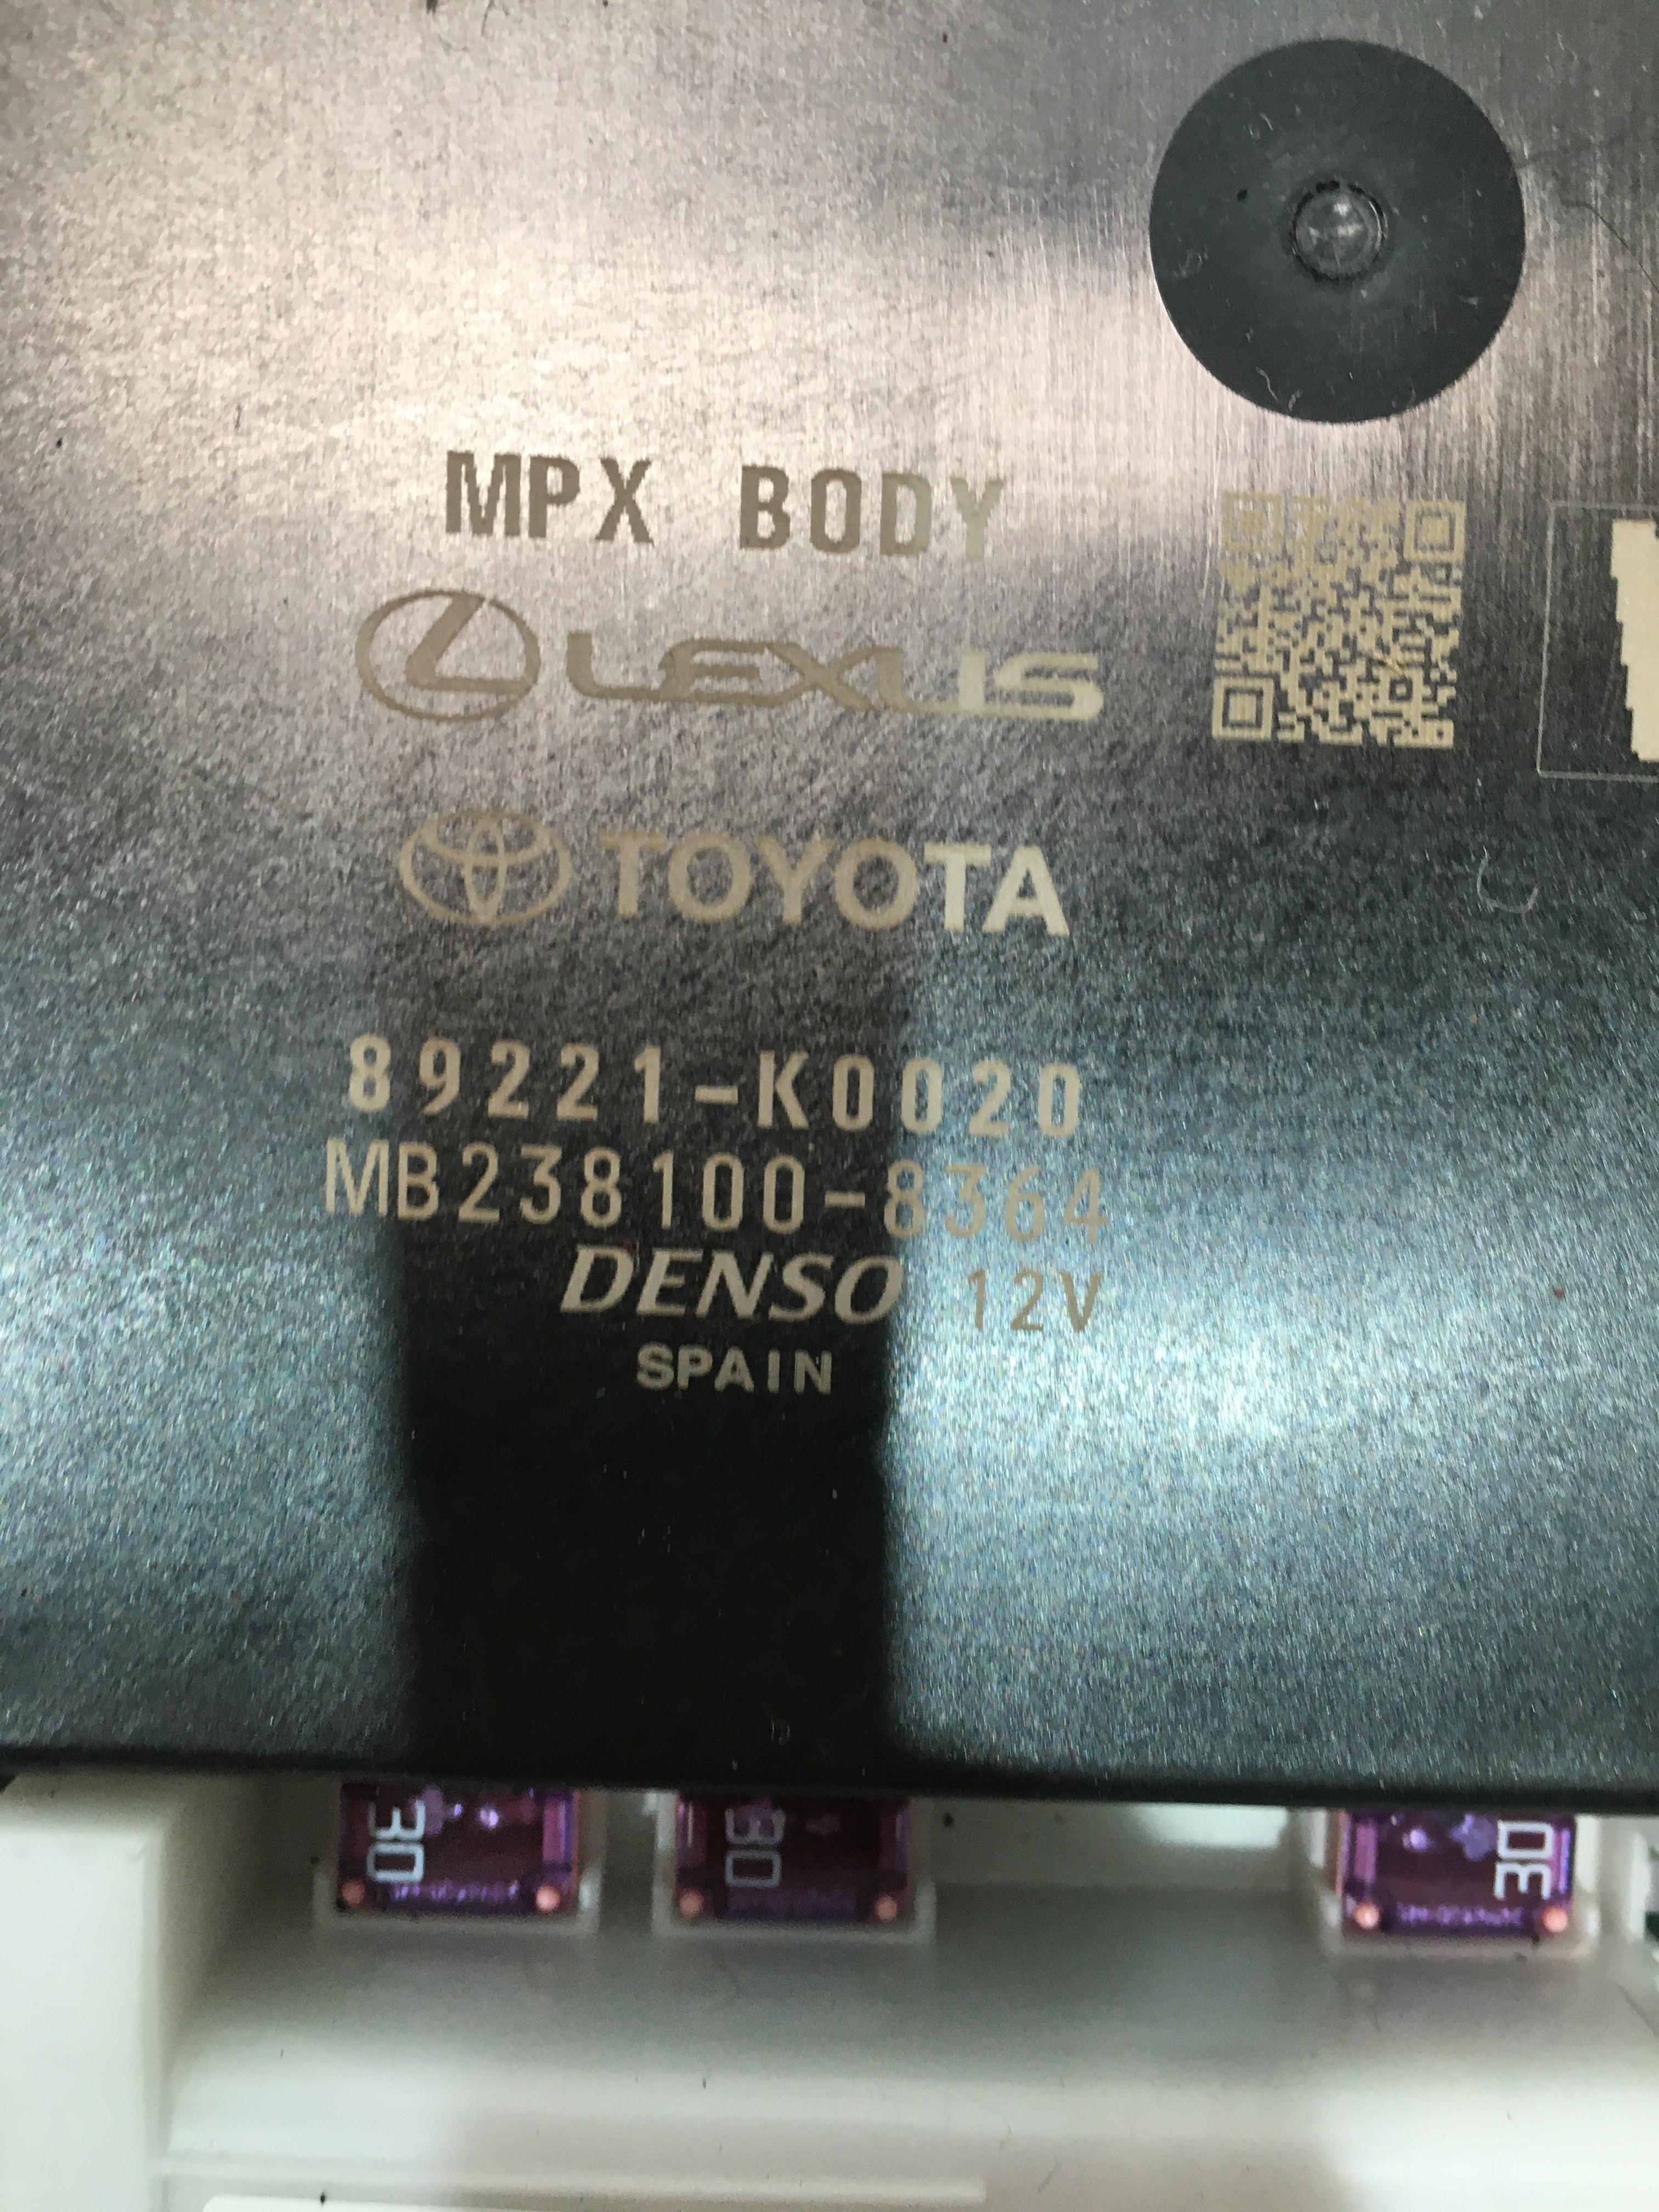 MPX BODY
LEXUS
TOYOTA
89221-K0020
MB238100-8364
DENSO 12V
SPAIN
30
30
30